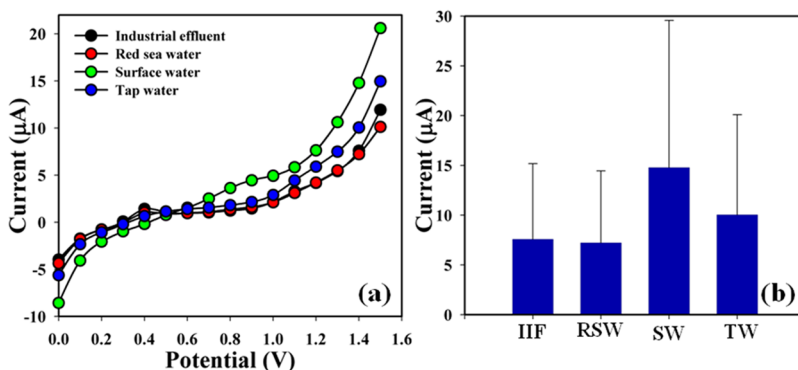 Industrial effluent
Red sea water
Surface water
Tap water
20
15
10
5
0
-5
-10
Current (µA)
(a)
0.0 0.2 0.4 0.6 0.8 1.0 1.2 1.4 1.6
Potential (V)
30
25
20
15
10
5
0
Current (µA)
(b)
IIF RSW SW TW